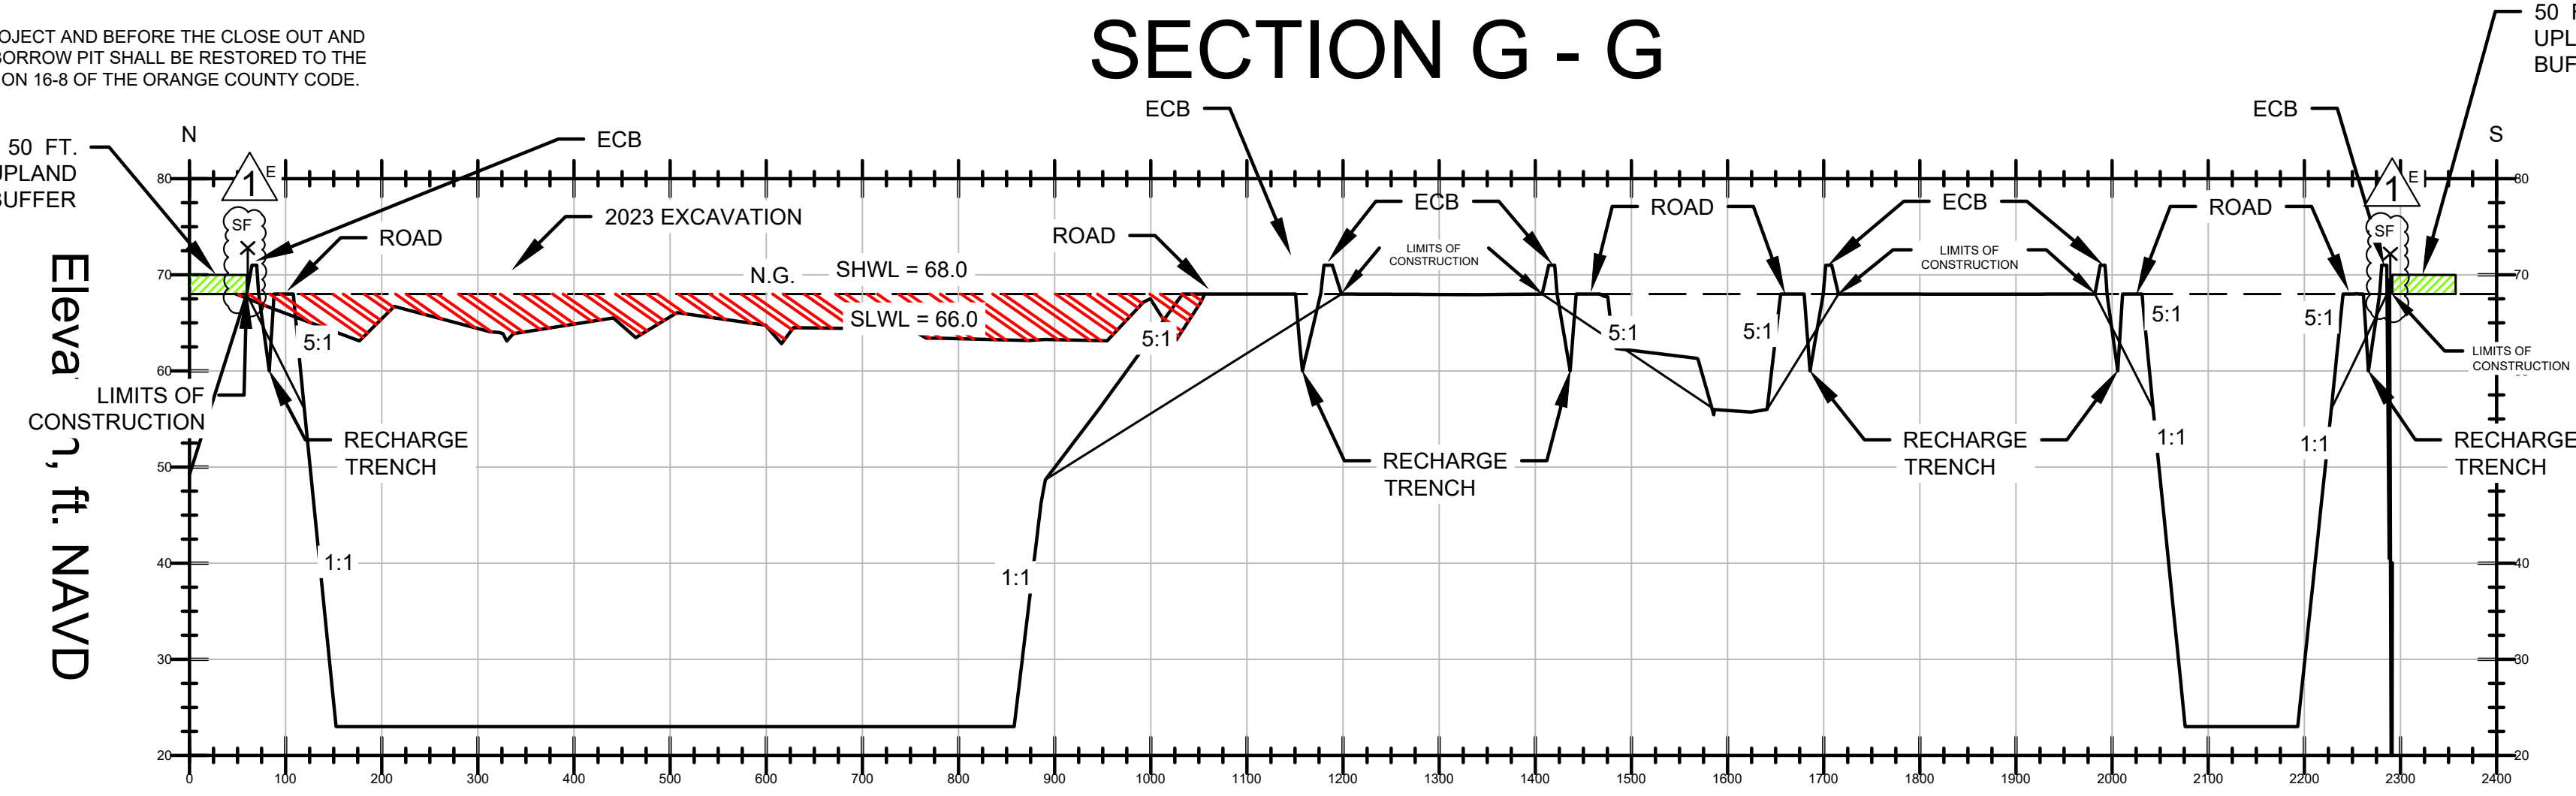 SECTION G - G
OJECT AND BEFORE THE CLOSE OUT AND
BORROW PIT SHALL BE RESTORED TO THE
ON 16-8 OF THE ORANGE COUNTY CODE.
50 F
UPL
BUF
N
S
50 FT.
UPLAND
BUFFER
ECB
ECB
ECB
1
E
1
E
SF
SF
2023 EXCAVATION
ROAD
ROAD
ECB
ROAD
ECB
ROAD
N.G.
SHWL = 68.0
SLWL = 66.0
LIMITS OF
CONSTRUCTION
LIMITS OF
CONSTRUCTION
5:1
5:1
5:1
5:1
5:1
5:1
LIMITS OF
CONSTRUCTION
LIMITS OF
CONSTRUCTION
RECHARGE
TRENCH
RECHARGE
TRENCH
RECHARGE
TRENCH
RECHARGE
TRENCH
1:1
1:1
1:1
1:1
80
70
60
50
40
30
20
80
70
50
40
30
20
0 100 200 300 400 500 600 700 800 900 1000 1100 1200 1300 1400 1500 1600 1700 1800 1900 2000 2100 2200 2300 2400
n, ft. NAVD